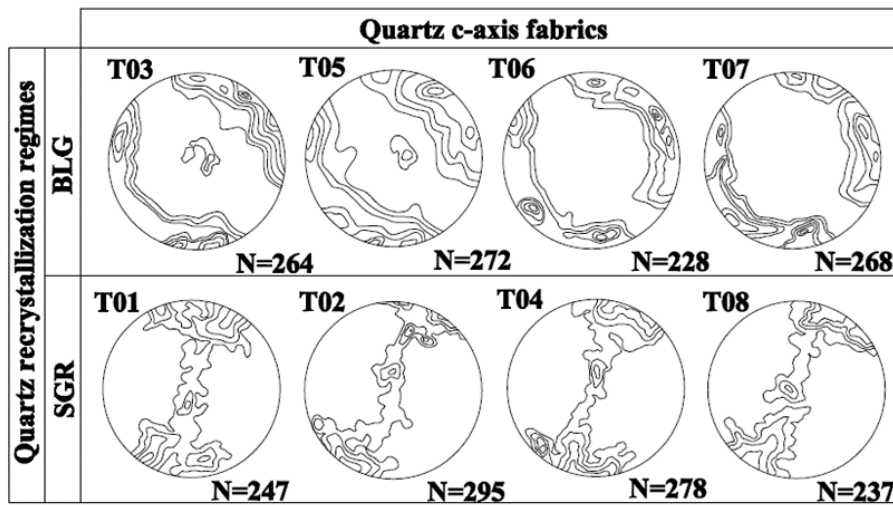 Quartz c-axis fabrics
Quartz recrystallization regimes
BLG
T03
T05
T06
T07
N=264
N=272
N=228
N=268
SGR
T01
T02
T04
T08
N=247
N=295
N=278
N=237